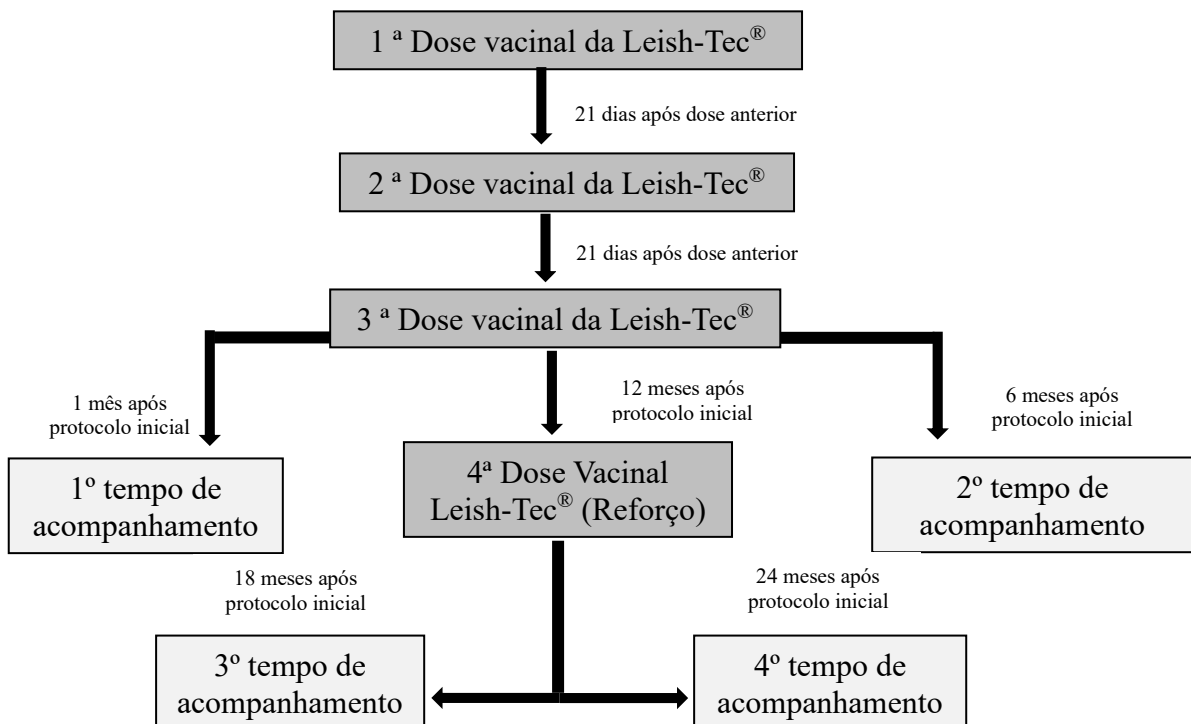 1 ª Dose vacinal da Leish-Tec®
21 dias após dose anterior
2 ª Dose vacinal da Leish-Tec®
21 dias após dose anterior
3 ª Dose vacinal da Leish-Tec®
1 mês após
protocolo inicial
12 meses após
protocolo inicial
6 meses após
protocolo inicial
1º tempo de
acompanhamento
4ª Dose Vacinal
Leish-Tec® (Reforço)
2º tempo de
acompanhamento
18 meses após
protocolo inicial
24 meses após
protocolo inicial
3º tempo de
acompanhamento
4º tempo de
acompanhamento